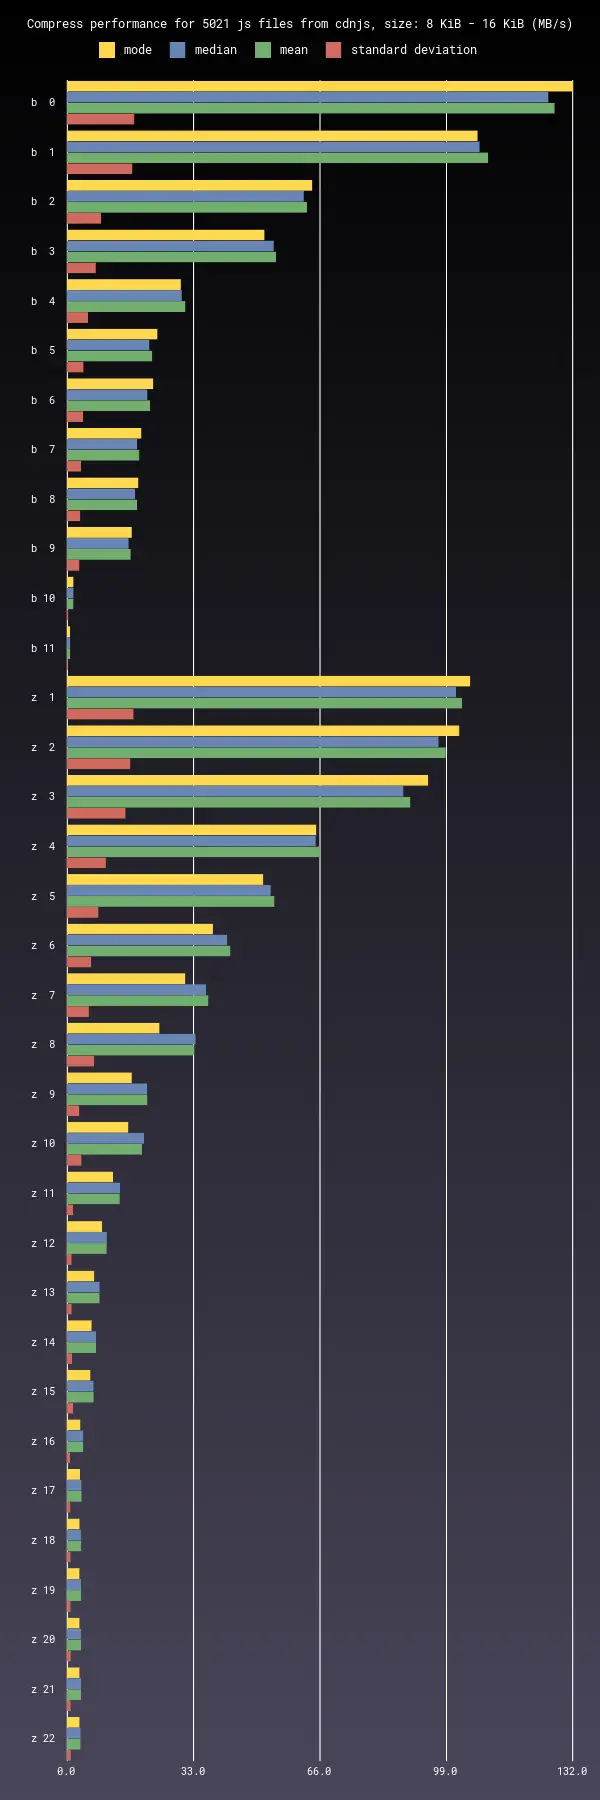 Compress performance for 5021 js files from cdnjs, size: 8 KiB - 16 KiB (MB/s)
mode median mean standard deviation
b 0
b 1
b 2
b 3
b 4
b 5
b 6
b 7
b 8
b 9
b 10
b 11
z 1
z 2
z 3
z 4
z 5
z 6
z 7
z 8
z 9
z 10
z 11
z 12
z 13
z 14
z 15
z 16
z 17
z 18
z 19
z 20
z 21
z 22
0.0 33.0 66.0 99.0 132.0